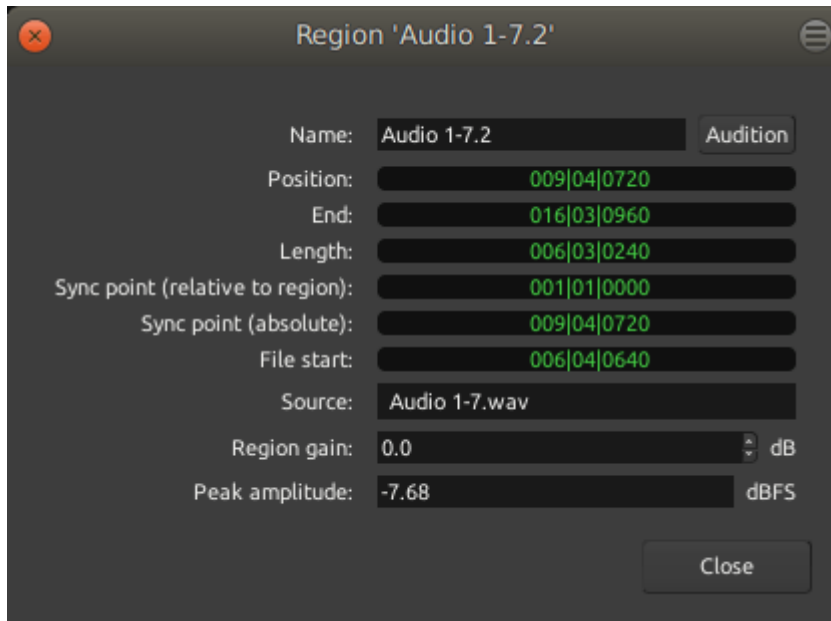 Region 'Audio 1-7.2'
Name: Audio 1-7.2 Audition
Position: 009|04|0720
End: 016|03|0960
Length: 006|03|0240
Sync point (relative to region): 001|01|0000
Sync point (absolute): 009|04|0720
File start: 006|04|0640
Source: Audio 1-7.wav
Region gain: 0.0 dB
Peak amplitude: -7.68 dBFS
Close